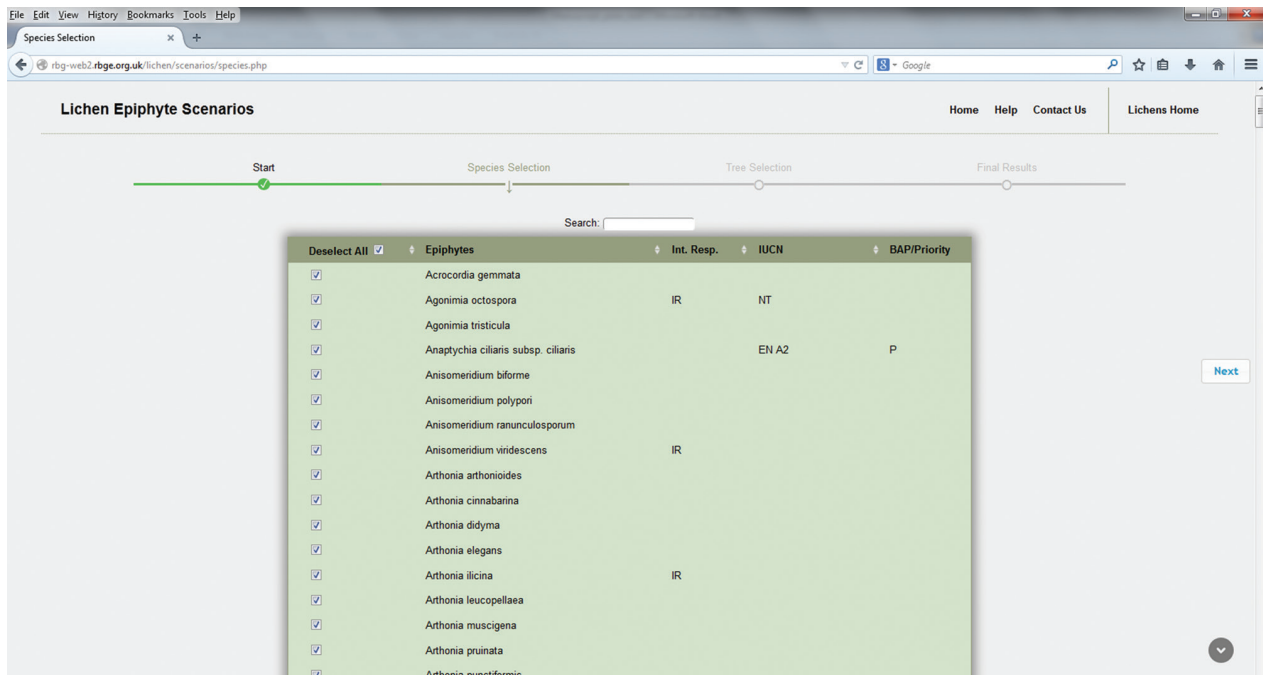 File Edit View History Bookmarks Tools Help
Species Selection
rbg-web2.rbge.org.uk/lichen/scenarios/species.php
Google
Lichen Epiphyte Scenarios
Home Help Contact Us Lichens Home
Start Species Selection Tree Selection Final Results
Search:
Deselect All Epiphytes Int. Resp. IUCN BAP/Priority
Acrocordia gemmata
Agonimia octospora IR NT
Agonimia tristicula
Anaptychia ciliaris subsp. ciliaris EN A2 P
Next
Anisomeridium biforme
Anisomeridium polypori
Anisomeridium ranunculosporum
Anisomeridium viridescens IR
Arthonia arthonioides
Arthonia cinnabarina
Arthonia didyma
Arthonia elegans
Arthonia ilicina IR
Arthonia leucopellaea
Arthonia muscigena
Arthonia pruinata
Arthonia punctiformis